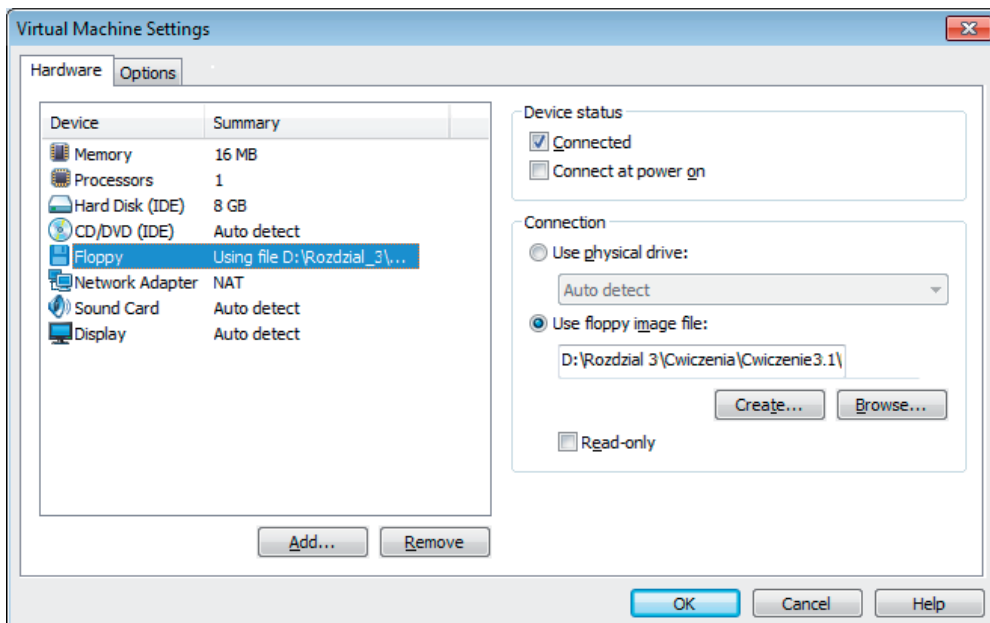 Virtual Machine Settings
Hardware Options
Device Summary
Memory 16 MB
Processors 1
Hard Disk (IDE) 8 GB
CD/DVD (IDE) Auto detect
Floppy Using file D:\Rozdzial_3\...
Network Adapter NAT
Sound Card Auto detect
Display Auto detect
Add... Remove
Device status
Connected
Connect at power on
Connection
Use physical drive:
Auto detect
Use floppy image file:
D:\Rozdzial 3\Cwiczenia\Cwiczenie3.1\
Create... Browse...
Read-only
OK Cancel Help